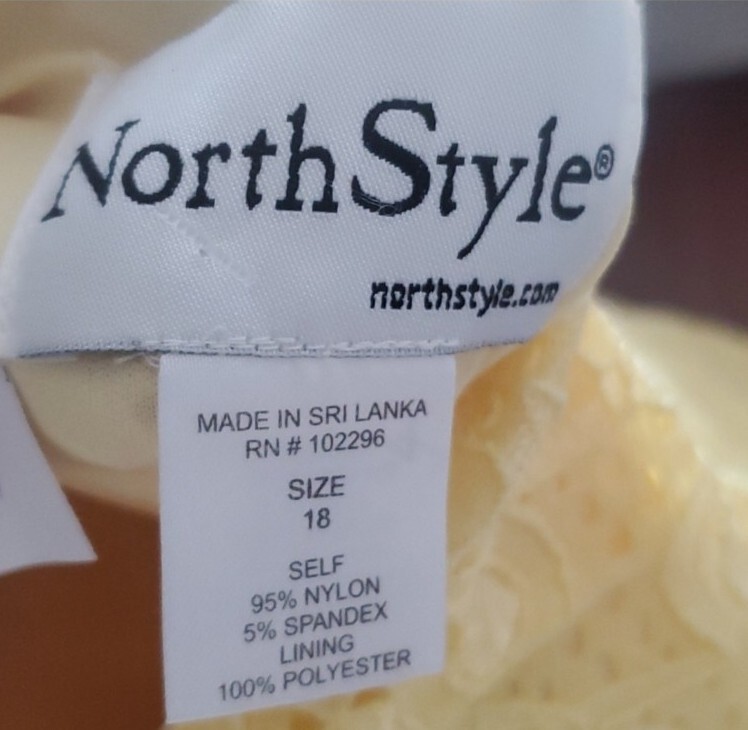 NorthStyle®
northstyle.com
MADE IN SRI LANKA
RN # 102296
SIZE
18
SELF
95% NYLON
5% SPANDEX
LINING
100% POLYESTER